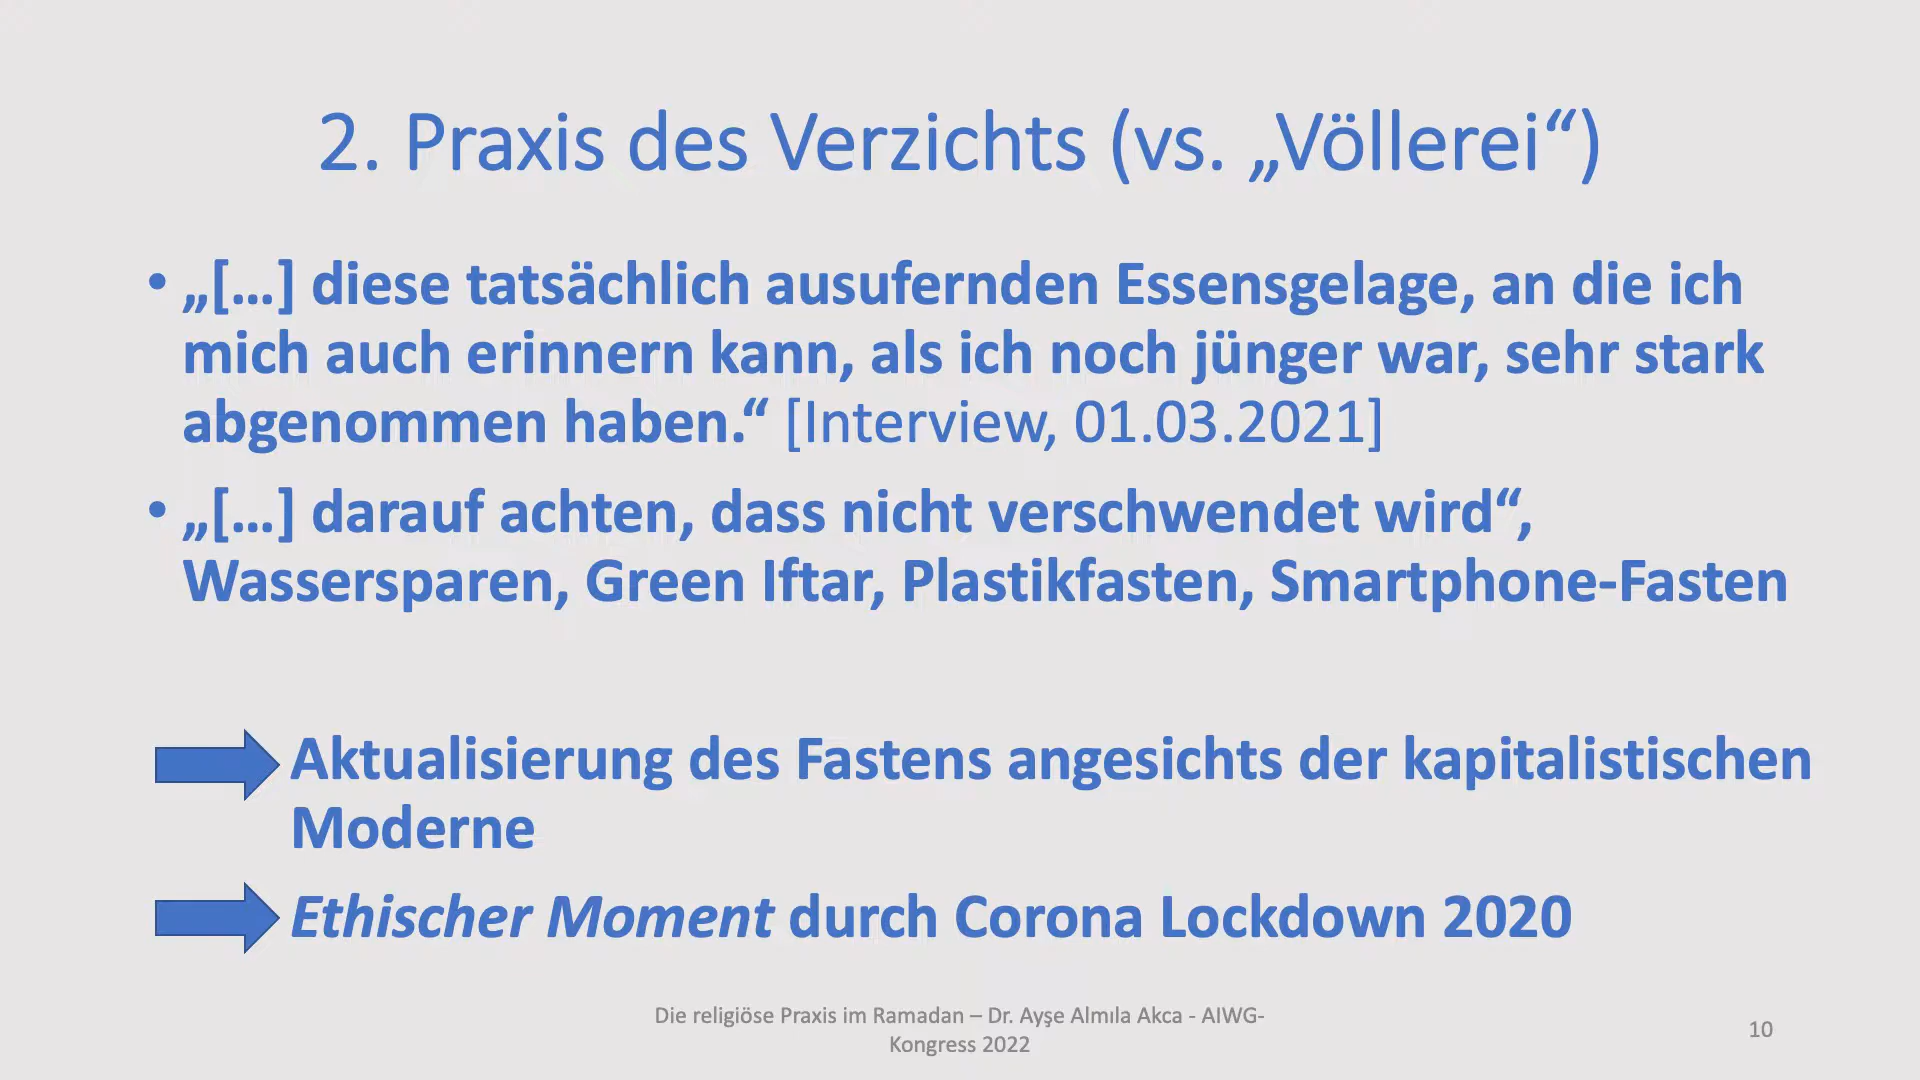 2. Praxis des Verzichts (vs. „Völlerei“)
• „[…] diese tatsächlich ausufernden Essensgelage, an die ich
mich auch erinnern kann, als ich noch jünger war, sehr stark
abgenommen haben.“ [Interview, 01.03.2021]
• „[…] darauf achten, dass nicht verschwendet wird“,
Wassersparen, Green Iftar, Plastikfasten, Smartphone-Fasten
Aktualisierung des Fastens angesichts der kapitalistischen
Moderne
Ethischer Moment durch Corona Lockdown 2020
Die religiöse Praxis im Ramadan – Dr. Ayşe Almıla Akca - AIWG-
Kongress 2022
10